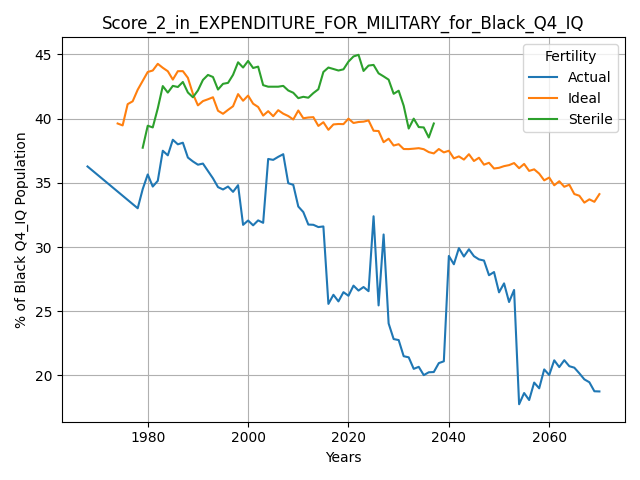 Score_2_in_EXPENDITURE_FOR_MILITARY_for_Black_Q4_IQ
% of Black Q4_IQ Population
45
40
35
30
25
20
Fertility
Actual
Ideal
Sterile
1980
2000
2020
2040
2060
Years